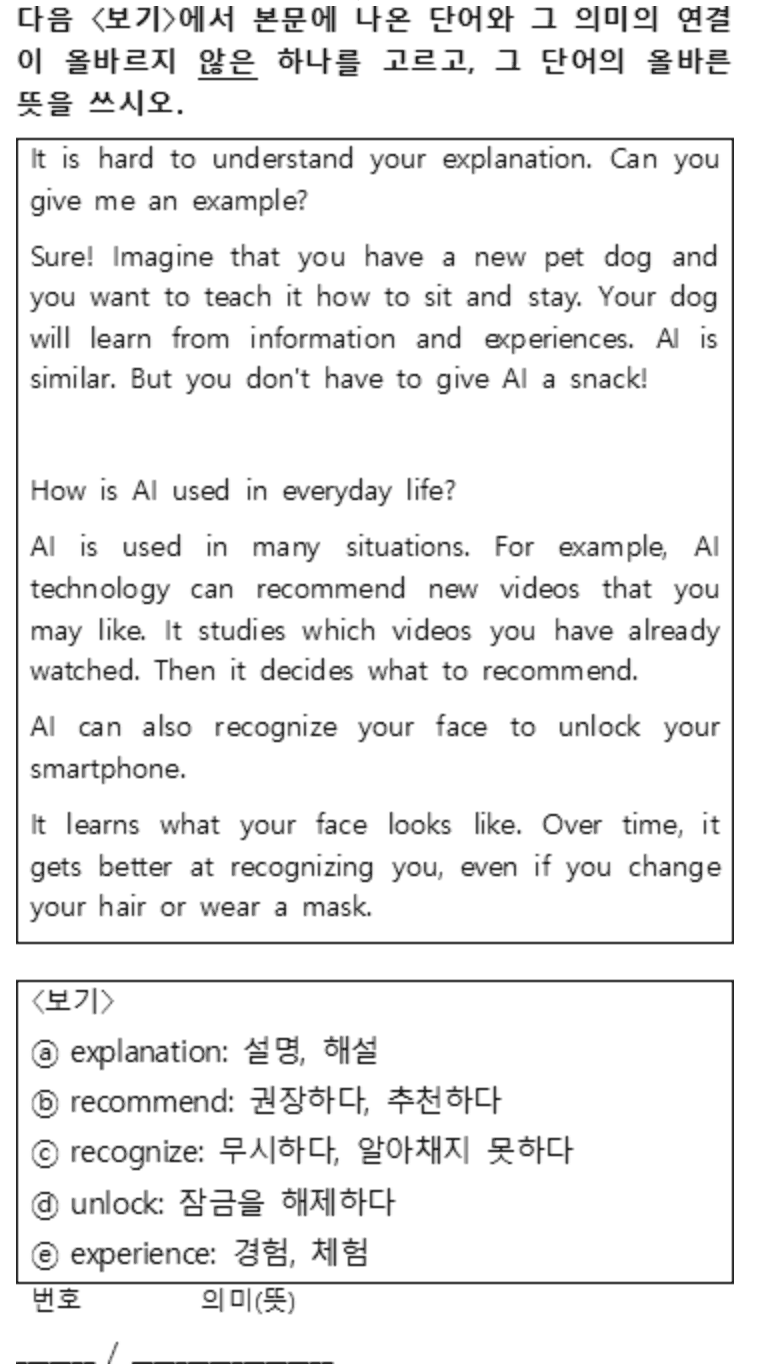 다음 〈보기〉에서 본문에 나온 단어와 그 의미의 연결
이 올바르지 않은 하나를 고르고, 그 단어의 올바른
뜻을 쓰시오.
It is hard to understand your explanation. Can you
give me an example?
Sure! Imagine that you have a new pet dog and
you want to teach it how to sit and stay. Your dog
will learn from information and experiences. AI is
similar. But you don't have to give AI a snack!
How is AI used in everyday life?
AI is used in many situations. For example, AI
technology can recommend new videos that you
may like. It studies which videos you have already
watched. Then it decides what to recommend.
AI can also recognize your face to unlock your
smartphone.
It learns what your face looks like. Over time, it
gets better at recognizing you, even if you change
your hair or wear a mask.
〈보기〉
ⓐ explanation: 설명, 해설
ⓑ recommend: 권장하다, 추천하다
ⓒ recognize: 무시하다, 알아채지 못하다
ⓓ unlock: 잠금을 해제하다
ⓔ experience: 경험, 체험
번호 의미(뜻)
______ / ______________